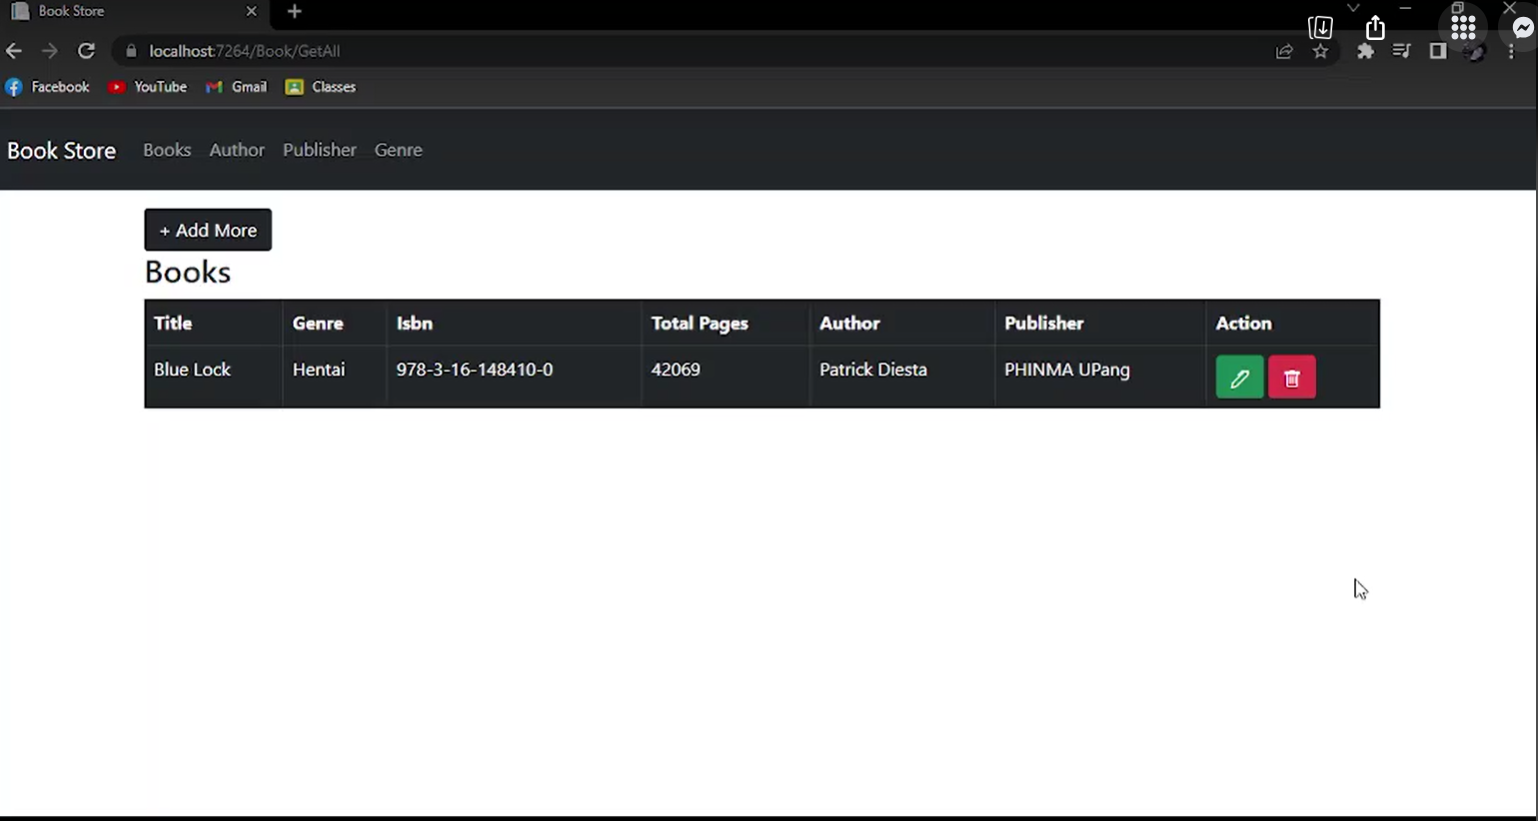 Book Store
localhost:7264/Book/GetAll
Facebook YouTube Gmail Classes
Book Store Books Author Publisher Genre
+ Add More
Books
Title Genre Isbn Total Pages Author Publisher Action
Blue Lock Hentai 978-3-16-148410-0 42069 Patrick Diesta PHINMA UPang